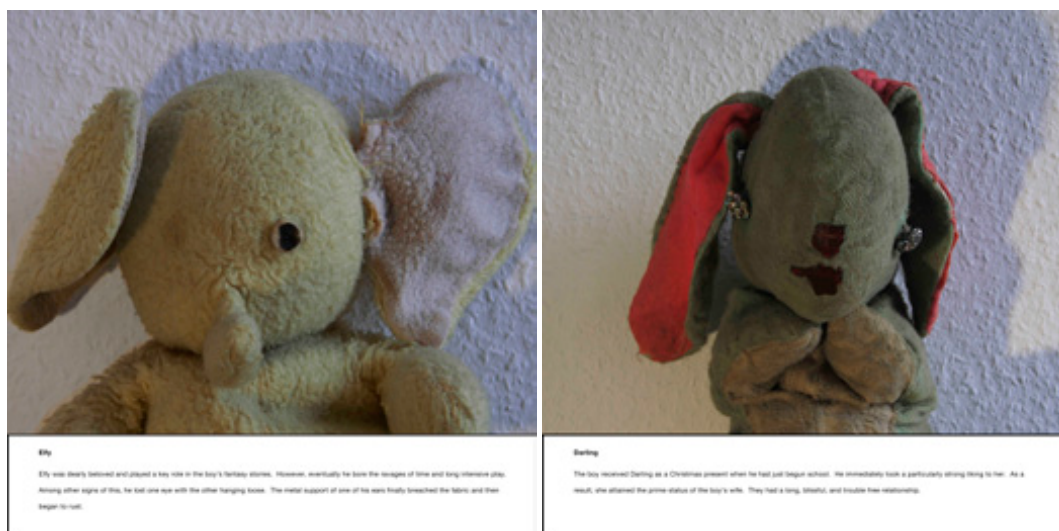 Elfy
Elfy was dearly beloved and played a key role in the boy's fantasy stories. However, eventually he bore the ravages of time and long intensive play.
Among other signs of this, he lost one eye with the other hanging loose. The metal support of one of his ears finally breached the fabric and then
began to rust.
Darling
The boy received Darling as a Christmas present when he had just begun school. He immediately took a particularly strong liking to her. As a
result, she attained the prime status of the boy's wife. They had a long, blissful, and trouble free relationship.